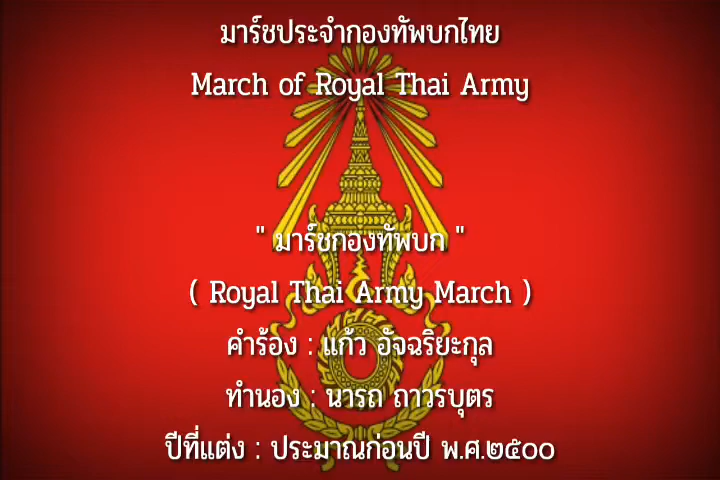 มาร์ชประจำกองทัพบกไทย
March of Royal Thai Army
" มาร์ชกองทัพบก "
( Royal Thai Army March )
คำร้อง : แก้ว อัจฉริยะกุล
ทำนอง : นารถ ถาวรบุตร
ปีที่แต่ง : ประมาณก่อนปี พ.ศ.๒๕๐๐